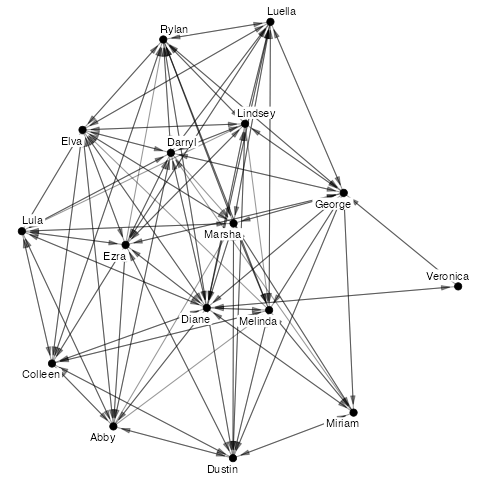 Luella
Rylan
Lindsey
Elva
Darryl
George
Lula
Marsha
Ezra
Veronica
Diane
Melinda
Colleen
Miriam
Abby
Dustin